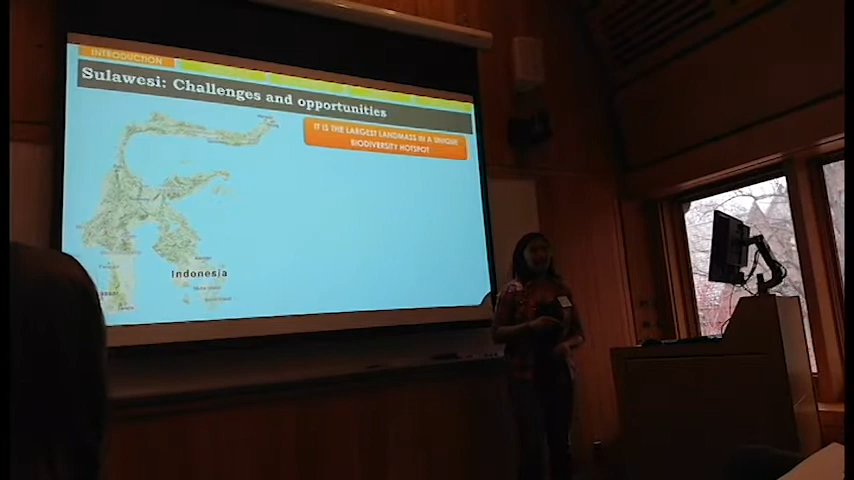 INTRODUCTION
Sulawesi: Challenges and opportunities
IT IS THE LARGEST LANDMASS IN A UNIQUE
BIODIVERSITY HOTSPOT
Indonesia